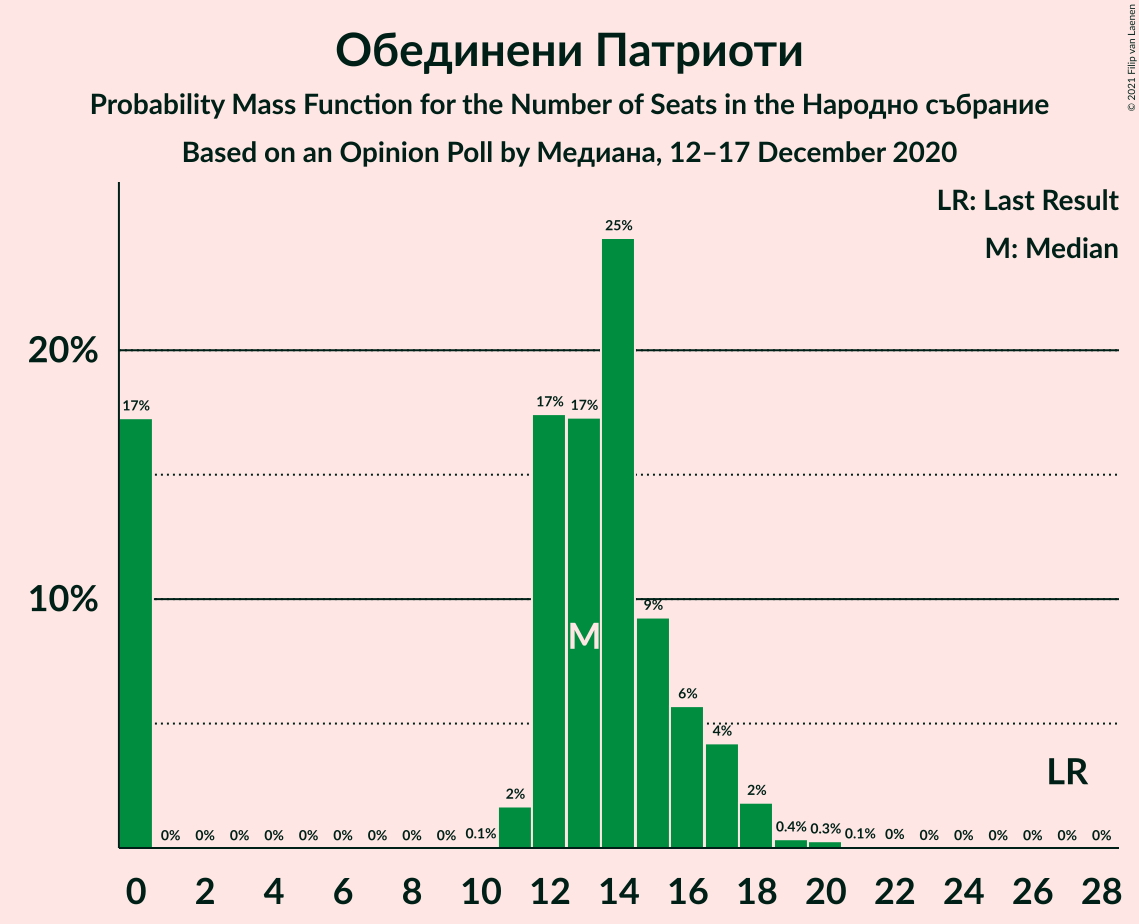 Обединени Патриоти
Probability Mass Function for the Number of Seats in the Народно събрание
Based on an Opinion Poll by Медиана, 12–17 December 2020
© 2021 Filip van Laenen
LR: Last Result
M: Median
20%
10%
17% 0% 0% 0% 0% 0% 0% 0% 0% 0% 0.1% 2% 17% 17% 25% 9% 6% 4% 2% 0.4% 0.3% 0.1% 0% 0% 0% 0% 0% 0% 0%
M
LR
0 2 4 6 8 10 12 14 16 18 20 22 24 26 28